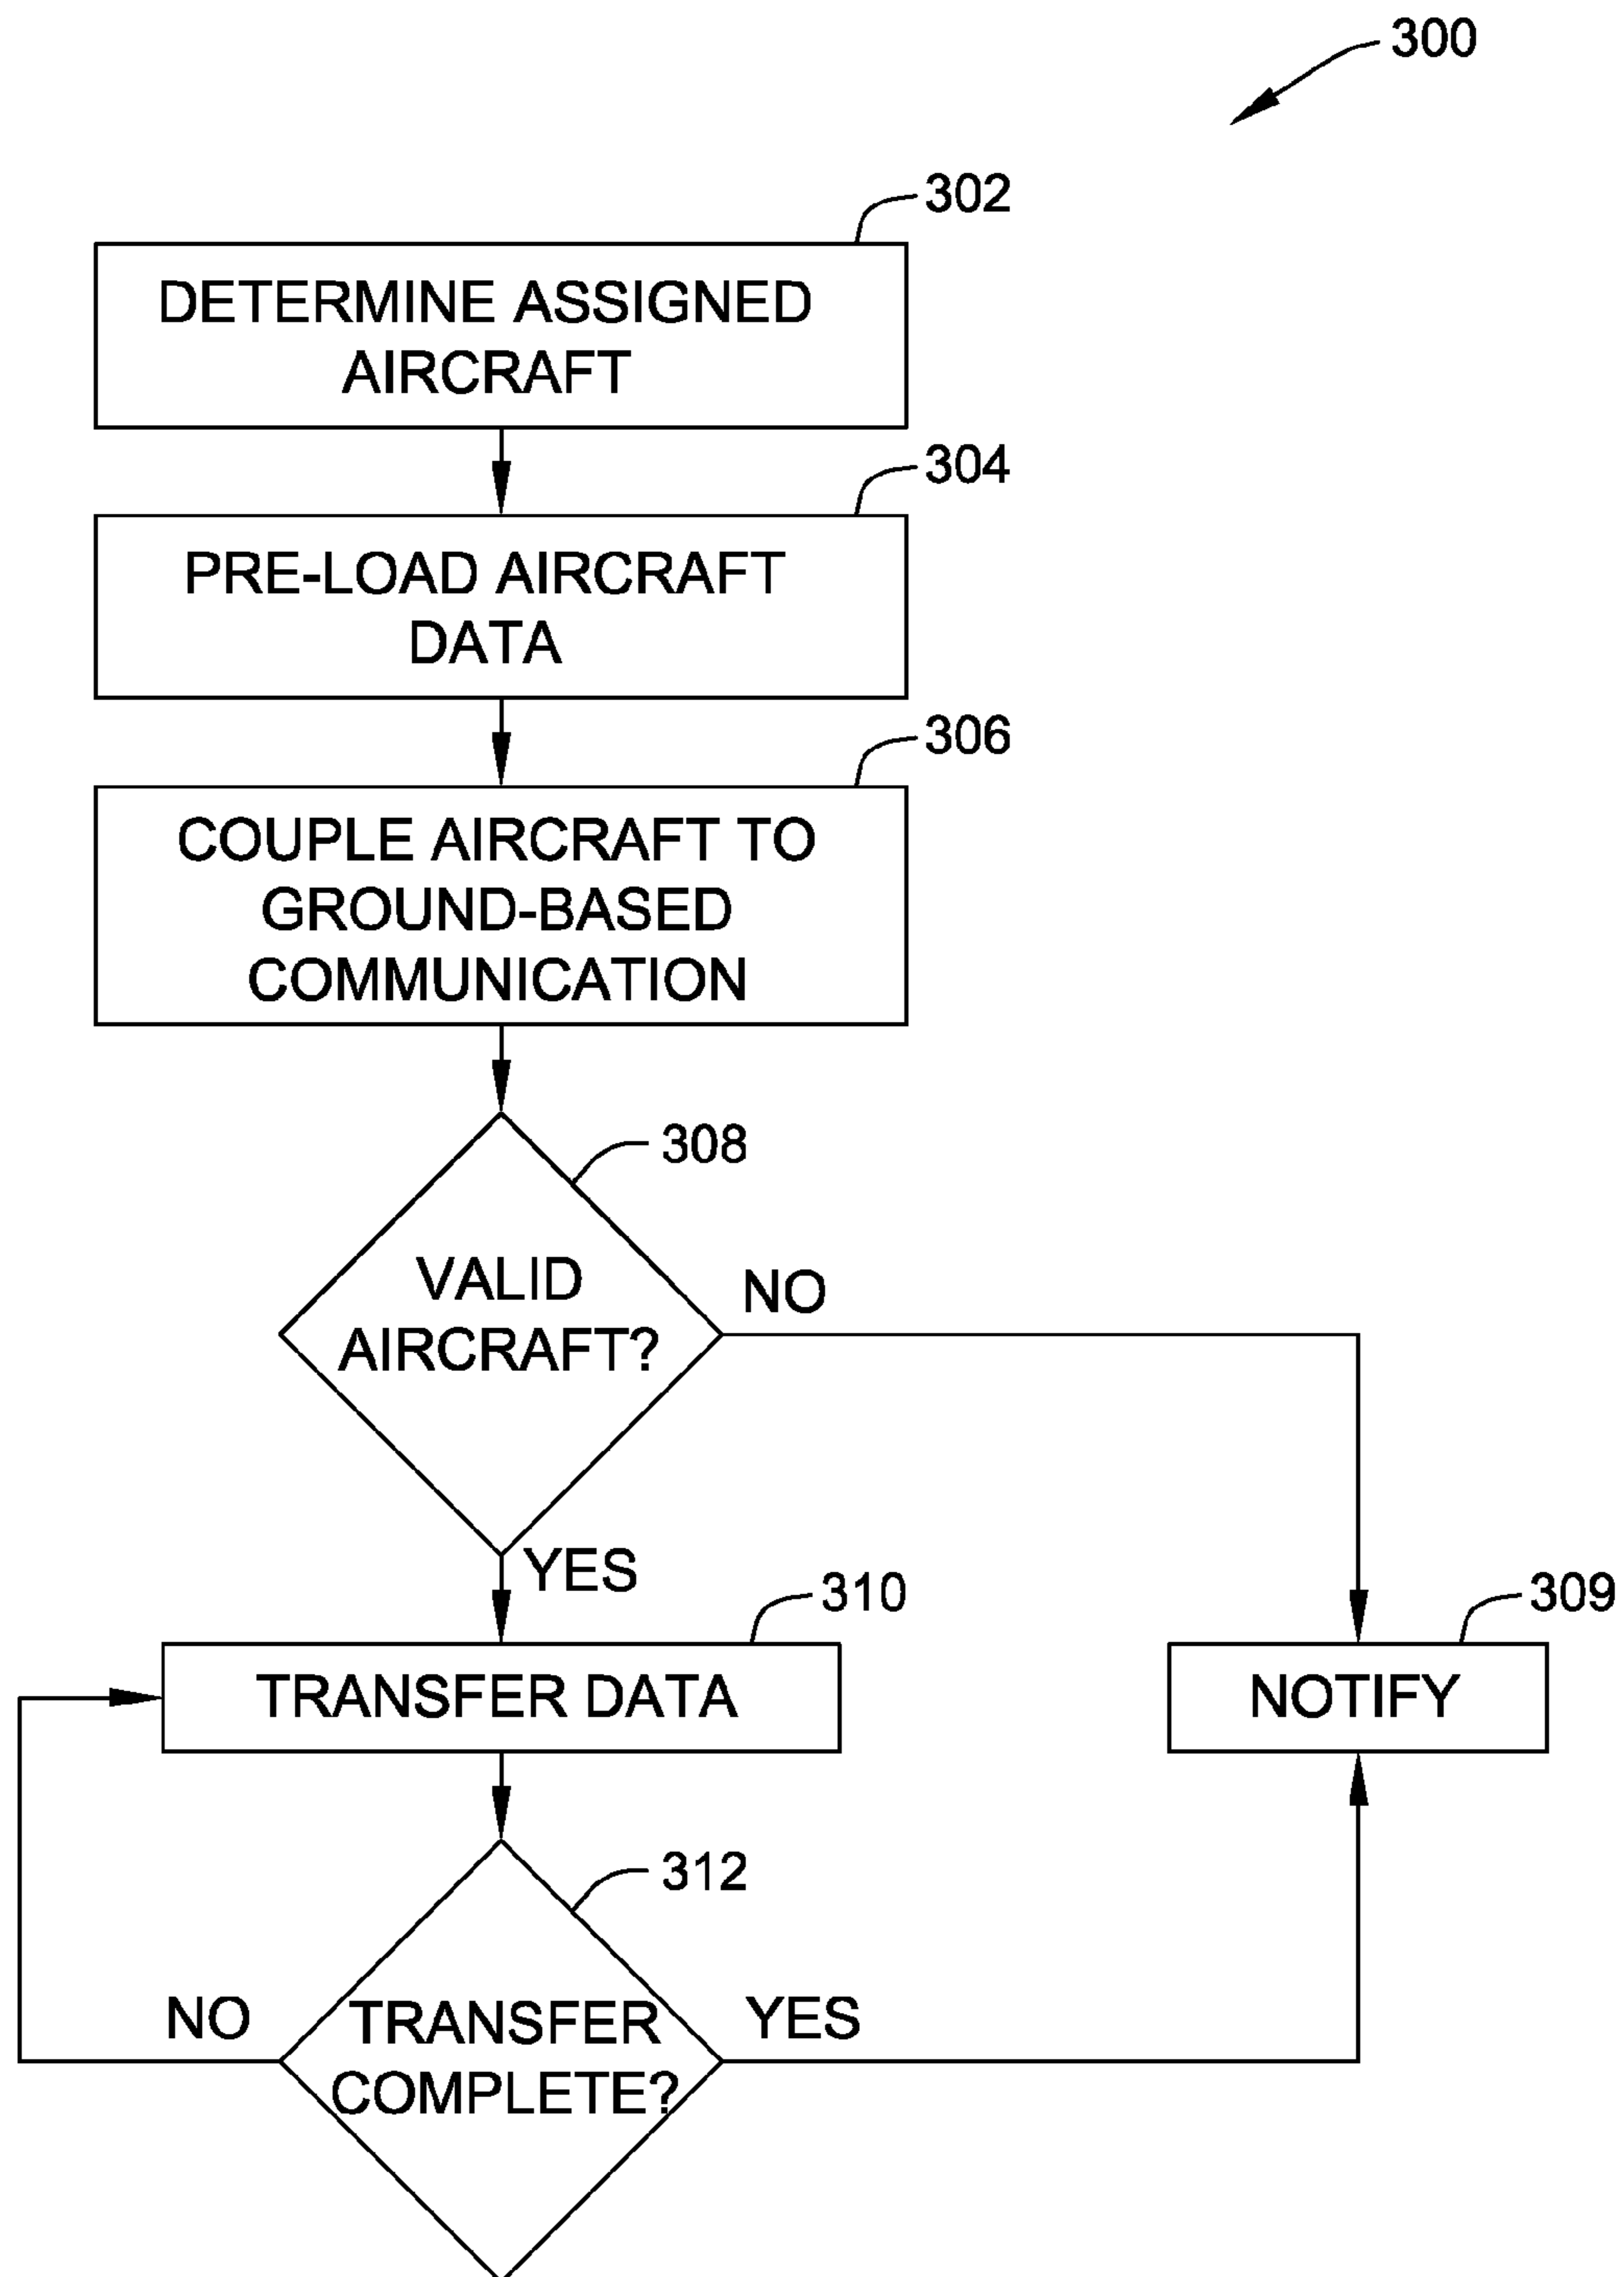 300
302
DETERMINE ASSIGNED
AIRCRAFT
304
PRE-LOAD AIRCRAFT
DATA
306
COUPLE AIRCRAFT TO
GROUND-BASED
COMMUNICATION
308
VALID
AIRCRAFT?
NO
YES
310
TRANSFER DATA
309
NOTIFY
312
TRANSFER
COMPLETE?
NO
YES